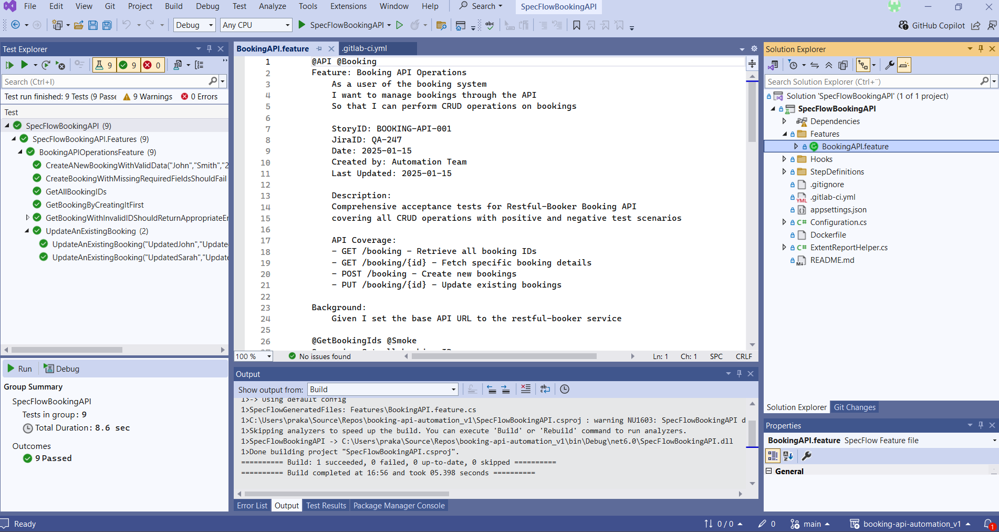 File Edit View Git Project Build Debug Test Analyze Tools Extensions Window Help Search SpecFlowBookingAPI
Debug Any CPU SpecFlowBookingAPI GitHub Copilot
Test Explorer
9 9 0
Search (Ctrl+I)
Test run finished: 9 Tests (9 Passe 9 Warnings 0 Errors
Test
SpecFlowBookingAPI (9)
SpecFlowBookingAPI.Features (9)
BookingAPIOperationsFeature (9)
CreateANewBookingWithValidData("John","Smith","2
CreateBookingWithMissingRequiredFieldsShouldFail
GetAllBookingIDs
GetBookingByCreatingItFirst
GetBookingWithInvalidIDShouldReturnAppropriateEr
UpdateAnExistingBooking (2)
UpdateAnExistingBooking("UpdatedJohn","Update
UpdateAnExistingBooking("UpdatedSarah","Update
Run Debug
Group Summary
SpecFlowBookingAPI
Tests in group: 9
Total Duration: 8.6 sec
Outcomes
9 Passed
BookingAPI.feature .gitlab-ci.yml
1 @API @Booking
2 Feature: Booking API Operations
3 As a user of the booking system
4 I want to manage bookings through the API
5 So that I can perform CRUD operations on bookings
6
7 StoryID: BOOKING-API-001
8 JiraID: QA-247
9 Date: 2025-01-15
10 Created by: Automation Team
11 Last Updated: 2025-01-15
12
13 Description:
14 Comprehensive acceptance tests for Restful-Booker Booking API
15 covering all CRUD operations with positive and negative test scenarios
16
17 API Coverage:
18 - GET /booking - Retrieve all booking IDs
19 - GET /booking/{id} - Fetch specific booking details
20 - POST /booking - Create new bookings
21 - PUT /booking/{id} - Update existing bookings
22
23 Background:
24 Given I set the base API URL to the restful-booker service
25
26 @GetBookingIds @Smoke
100 % No issues found Ln: 1 Ch: 1 SPC CRLF
Output
Show output from: Build
1>-> Using default config
1>SpecFlowGeneratedFiles: Features\BookingAPI.feature.cs
1>C:\Users\praka\Source\Repos\booking-api-automation_v1\SpecFlowBookingAPI.csproj : warning NU1603: SpecFlowBookingAPI d
1>Skipping analyzers to speed up the build. You can execute 'Build' or 'Rebuild' command to run analyzers.
1>SpecFlowBookingAPI -> C:\Users\praka\Source\Repos\booking-api-automation_v1\bin\Debug\net6.0\SpecFlowBookingAPI.dll
1>Done building project "SpecFlowBookingAPI.csproj".
========== Build: 1 succeeded, 0 failed, 0 up-to-date, 0 skipped ==========
========== Build completed at 16:56 and took 05.398 seconds ==========
Error List Output Test Results Package Manager Console
Solution Explorer
Search Solution Explorer (Ctrl+¨)
Solution 'SpecFlowBookingAPI' (1 of 1 project)
SpecFlowBookingAPI
Dependencies
Features
BookingAPI.feature
Hooks
StepDefinitions
.gitignore
.gitlab-ci.yml
appsettings.json
C# Configuration.cs
Dockerfile
C# ExtentReportHelper.cs
README.md
Solution Explorer Git Changes
Properties
BookingAPI.feature SpecFlow Feature file
General
Ready 0 / 0 0 main booking-api-automation_v1 1